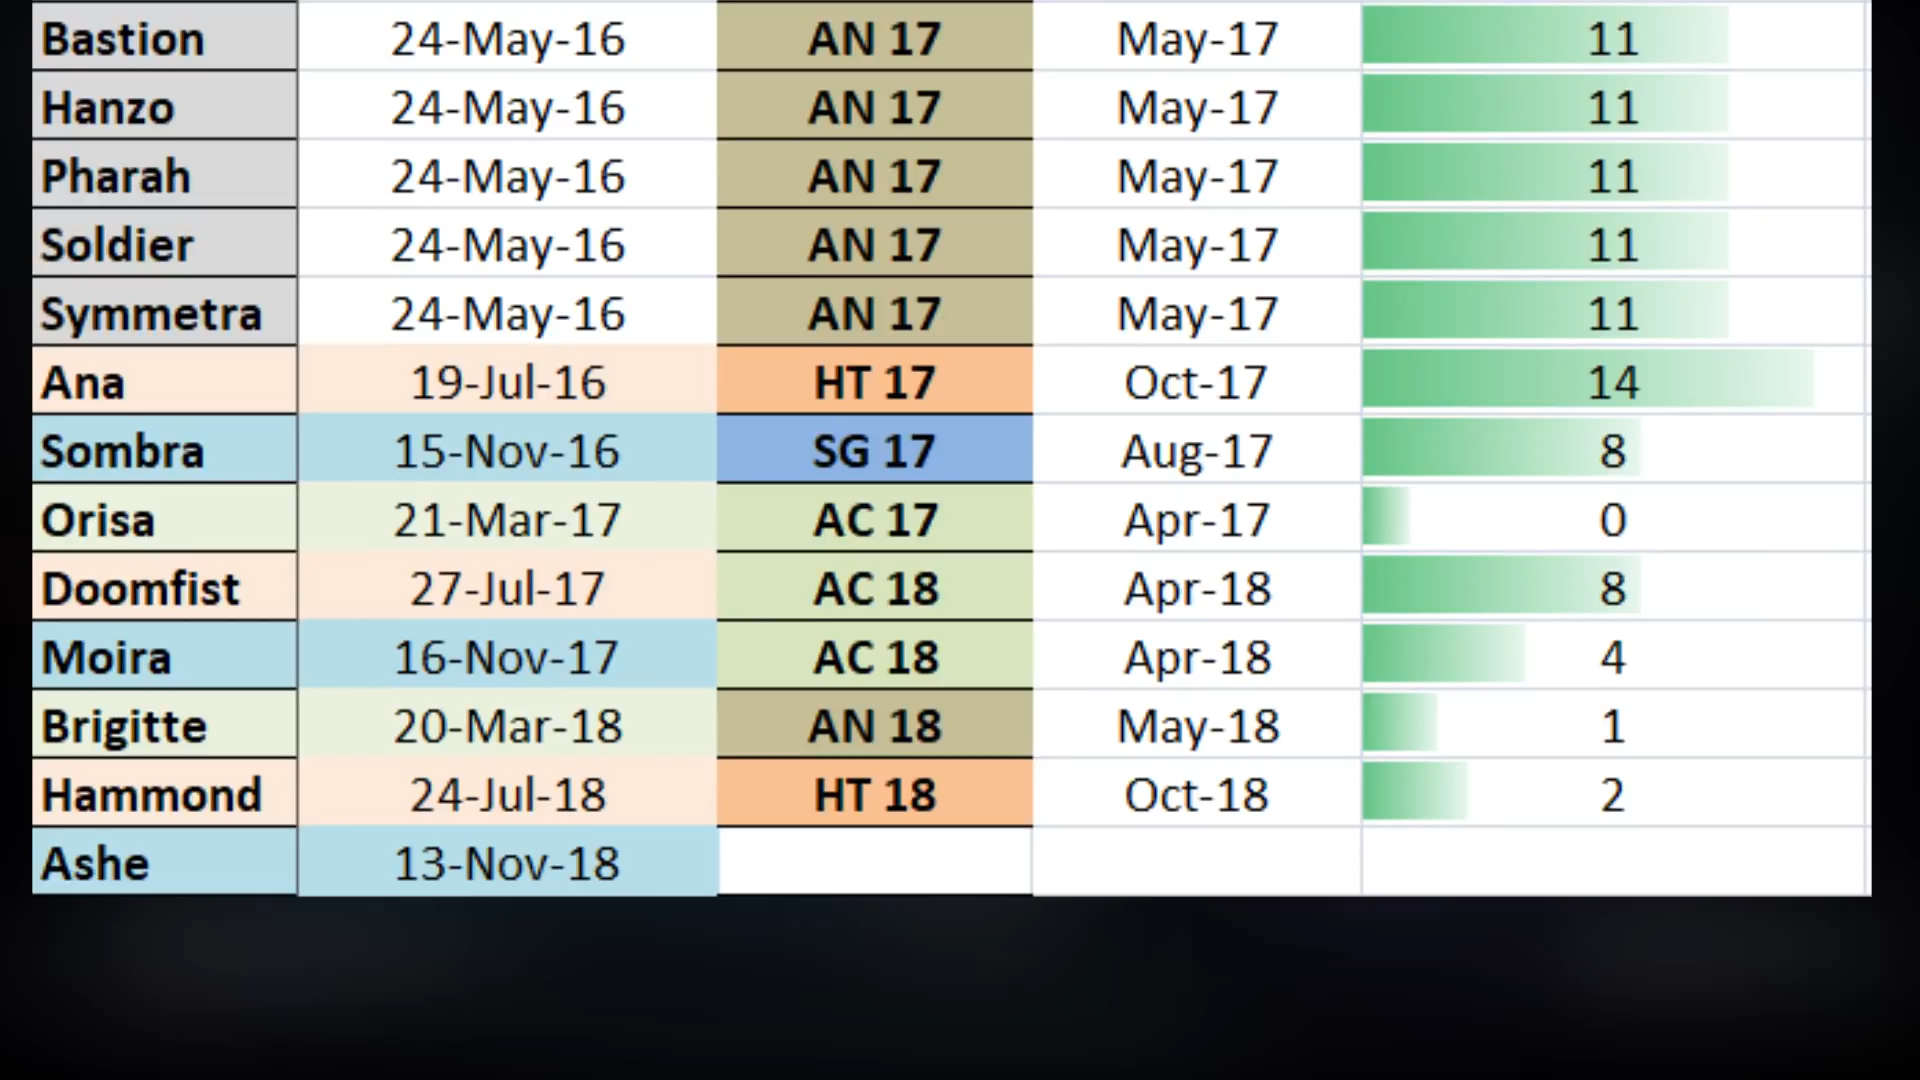 Bastion 24-May-16 AN 17 May-17 11
Hanzo 24-May-16 AN 17 May-17 11
Pharah 24-May-16 AN 17 May-17 11
Soldier 24-May-16 AN 17 May-17 11
Symmetra 24-May-16 AN 17 May-17 11
Ana 19-Jul-16 HT 17 Oct-17 14
Sombra 15-Nov-16 SG 17 Aug-17 8
Orisa 21-Mar-17 AC 17 Apr-17 0
Doomfist 27-Jul-17 AC 18 Apr-18 8
Moira 16-Nov-17 AC 18 Apr-18 4
Brigitte 20-Mar-18 AN 18 May-18 1
Hammond 24-Jul-18 HT 18 Oct-18 2
Ashe 13-Nov-18